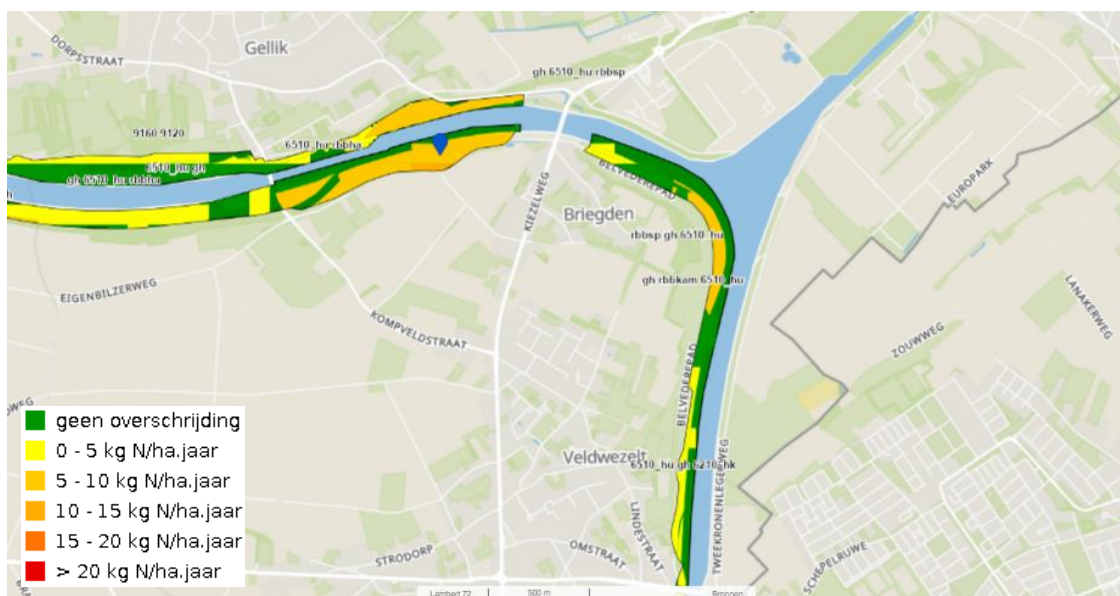 DORPSSTRAAT
Gellik
gh 6510_hu rbbsp
9160 9120
6510_hu rbbha
6510_hu gh
gh 6510_hu rbbha
h
KIEZELWEG
BELVEDEREPAD
EUROPARK
Briegden
rbbsp gh 6510_hu
gh rbbkam 6510_hu
EIGENBILZERWEG
LANAKERWEG
KOMPVELDSTRAAT
ZOUWWEG
BELVEDEREPAD
geen overschrijding
0 - 5 kg N/ha.jaar
5 - 10 kg N/ha.jaar
10 - 15 kg N/ha.jaar
15 - 20 kg N/ha.jaar
> 20 kg N/ha.jaar
Veldwezelt
6510_hu gh 6210_hk
TWEEKRONENLEGERWEG
LINDESTRAAT
STRODORP
OMSTRAAT
SCHEPELRUWE
Lambert 72
500 m
Bronnen